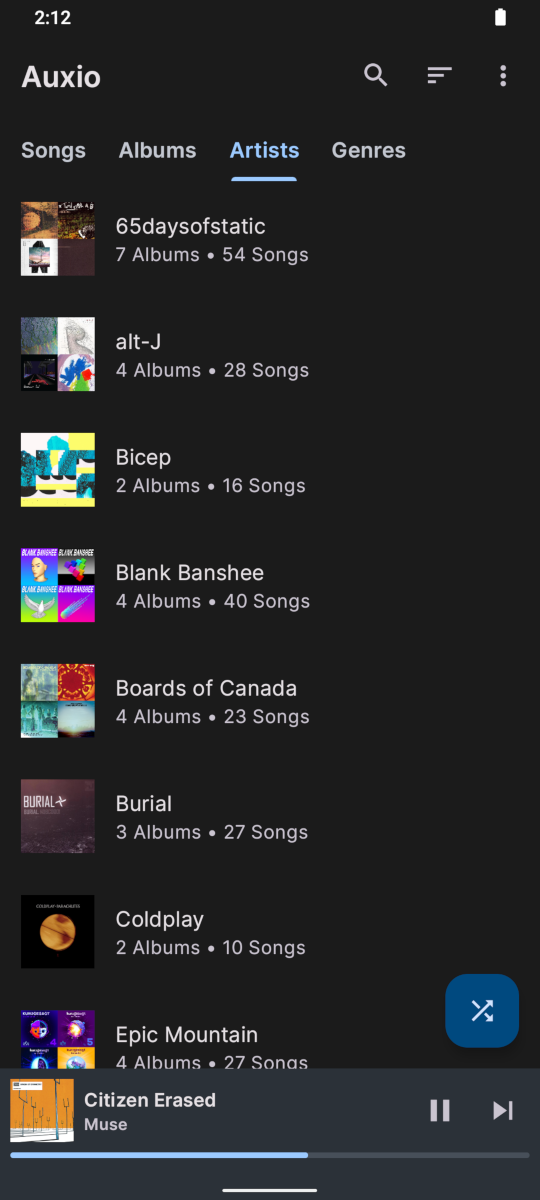 2:12
Auxio
Songs Albums Artists Genres
65daysofstatic
7 Albums • 54 Songs
alt-J
4 Albums • 28 Songs
Bicep
2 Albums • 16 Songs
BLANK BANSHEE BLANK BANSHEE
BLANK BANSHEE BLANK BANSHEE
Blank Banshee
4 Albums • 40 Songs
Boards of Canada
4 Albums • 23 Songs
BURIAL
Burial
3 Albums • 27 Songs
COLDPLAY PARACHUTES
Coldplay
2 Albums • 10 Songs
Epic Mountain
4 Albums • 27 Songs
Citizen Erased
Muse